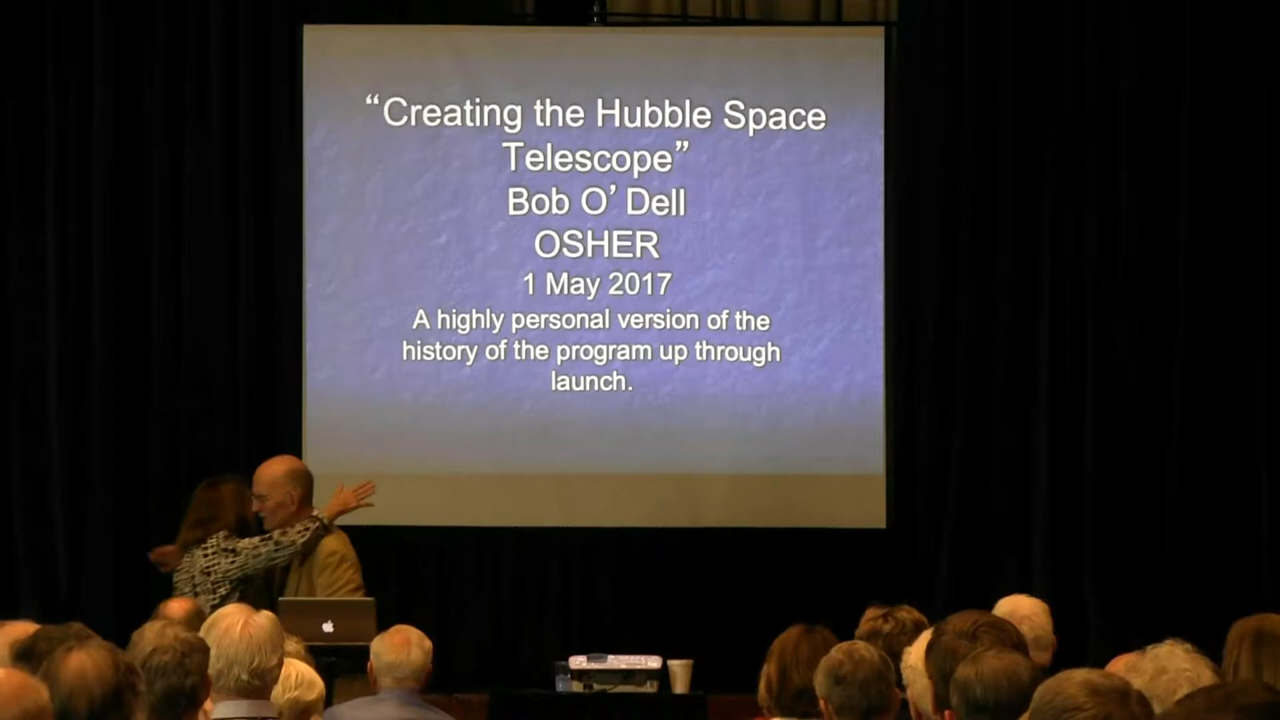 “Creating the Hubble Space
Telescope”
Bob O’ Dell
OSHER
1 May 2017
A highly personal version of the
history of the program up through
launch.